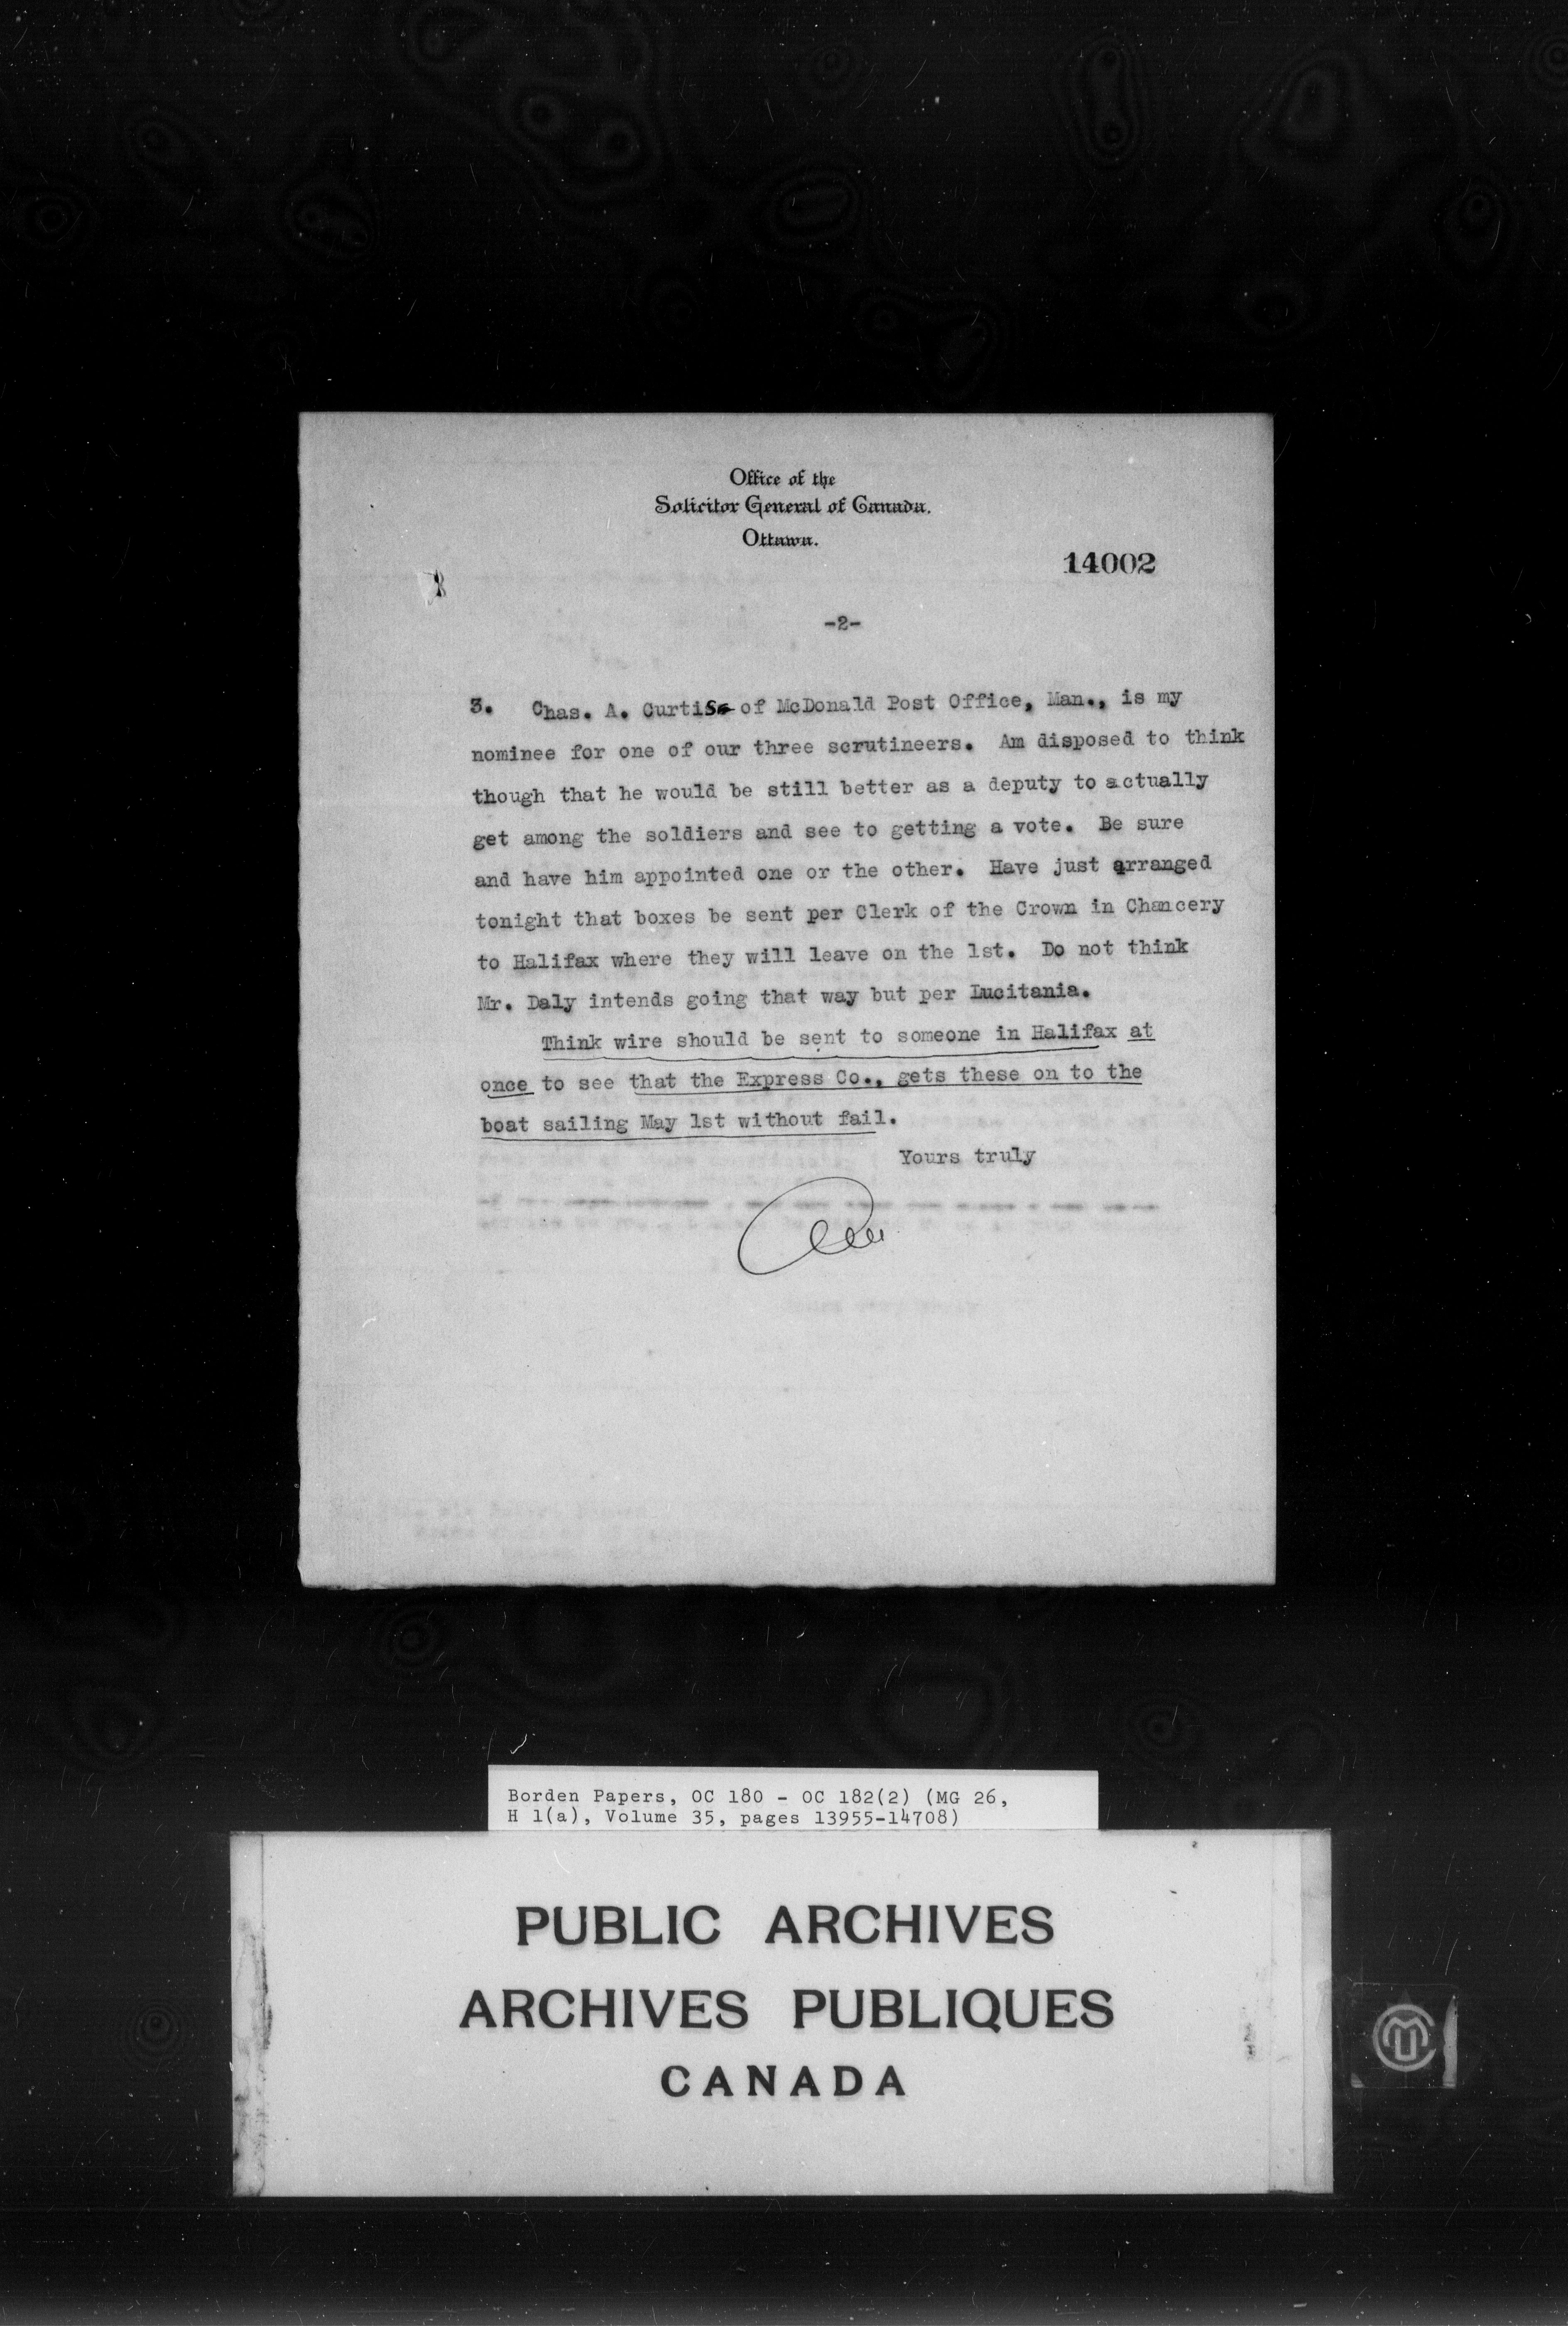 Office of the
Solicitor General of Canada.
Ottawa.
14002
-2-
3. Chas. A. Curtis of McDonald Post Office, Man., is my
nominee for one of our three scrutineers. Am disposed to think
though that he would be still better as a deputy to actually
get among the soldiers and see to getting a vote. Be sure
and have him appointed one or the other. Have just arranged
tonight that boxes be sent per Clerk of the Crown in Chancery
to Halifax where they will leave on the 1st. Do not think
Mr. Daly intends going that way but per Lucitania.
Think wire should be sent to someone in Halifax at
once to see that the Express Co., gets these on to the
boat sailing May 1st without fail.
Yours truly
Borden Papers, OC 180 - OC 182(2) (MG 26,
H 1(a), Volume 35, pages 13955-14708)
PUBLIC ARCHIVES
ARCHIVES PUBLIQUES
CANADA